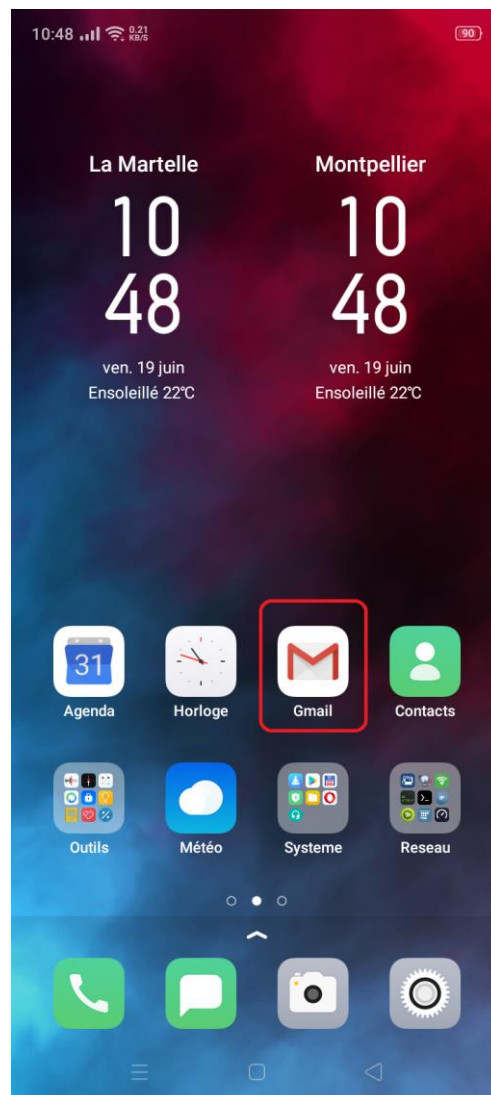 10:48 0.21 KB/S 90
La Martelle Montpellier
10 10
48 48
ven. 19 juin ven. 19 juin
Ensoleillé 22°C Ensoleillé 22°C
31
Agenda Horloge Gmail Contacts
Outils Météo Systeme Reseau